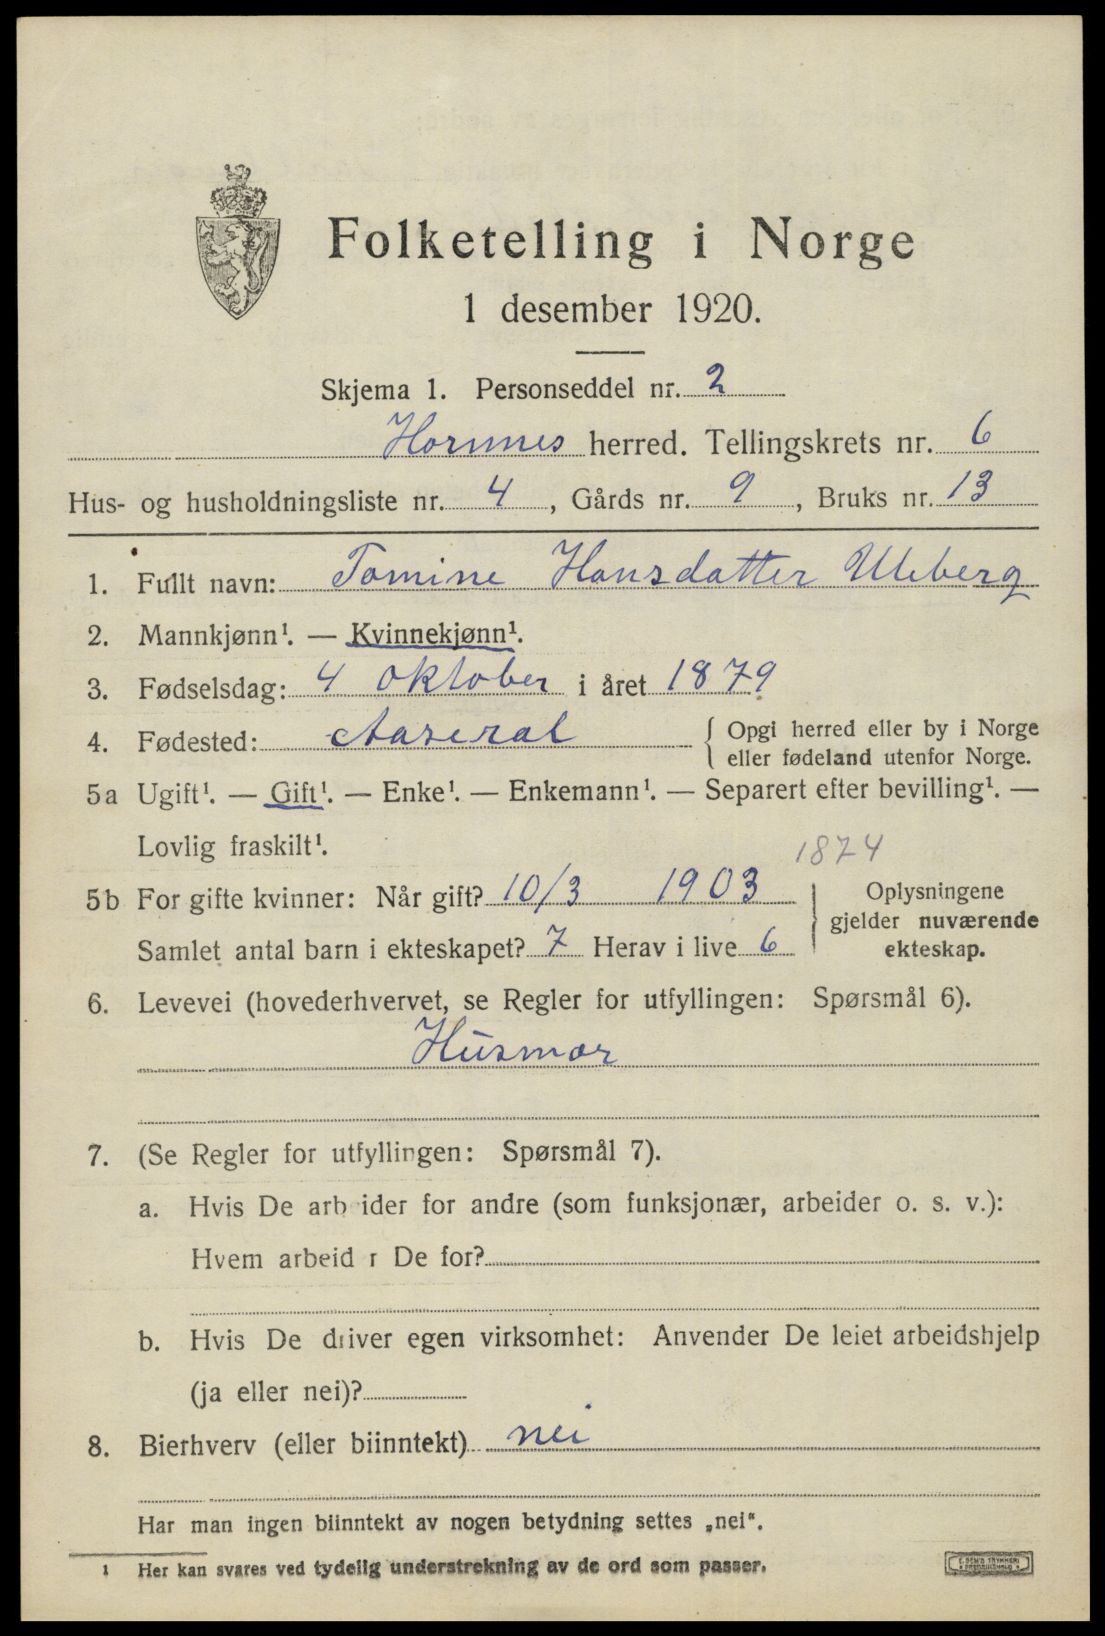 Folketelling i Norge
1 desember 1920.
Skjema 1. Personseddel nr. 2
Hornnes herred. Tellingskrets nr. 6
Hus- og husholdningsliste nr. 4, Gårds nr. 9, Bruks nr. 13
1. Fullt navn: Tomine Hansdatter Uleberg
2. Mannkjønn¹. — Kvinnekjønn¹.
3. Fødselsdag: 4 oktober i året 1879
4. Fødested: Aaseral { Opgi herred eller by i Norge
eller fødeland utenfor Norge.
5a Ugift¹. — Gift¹. — Enke¹. — Enkemann¹. — Separert efter bevilling¹. —
Lovlig fraskilt¹.
1874
5b For gifte kvinner: Når gift? 10/3 1903
Samlet antal barn i ekteskapet? 7 Herav i live 6
} Oplysningene
gjelder nuværende
ekteskap.
6. Levevei (hovederhvervet, se Regler for utfyllingen: Spørsmål 6).
Husmor
7. (Se Regler for utfyllingen: Spørsmål 7).
a. Hvis De arb ider for andre (som funksjonær, arbeider o. s. v.):
Hvem arbeid r De for?
b. Hvis De driver egen virksomhet: Anvender De leiet arbeidshjelp
(ja eller nei)?
8. Bierhverv (eller biinntekt) nei
Har man ingen biinntekt av nogen betydning settes „nei“.
¹ Her kan svares ved tydelig understrekning av de ord som passer.